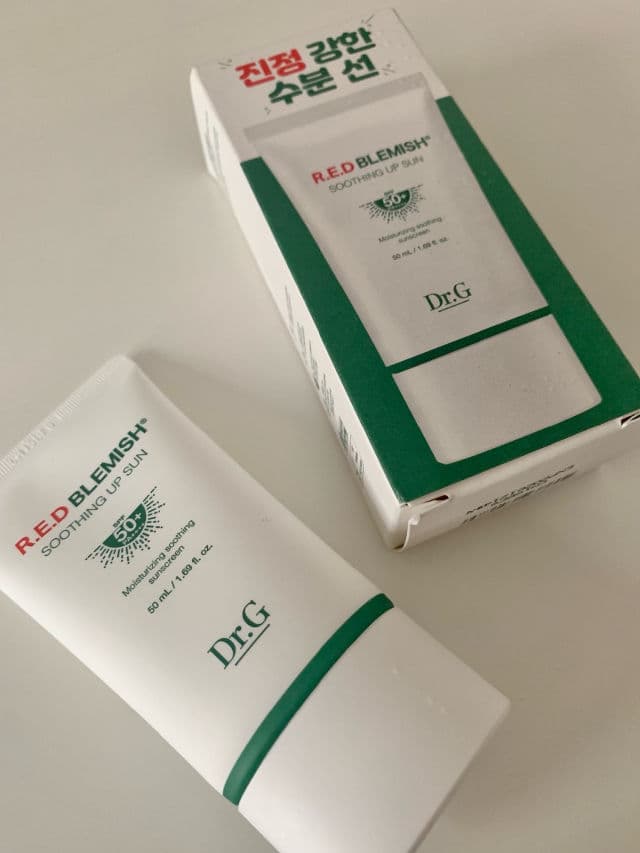 진정 강한
수분 선
R.E.D BLEMISH®
SOOTHING UP SUN
SPF
50+
Moisturizing soothing
sunscreen
50 mL / 1.69 fl. oz.
Dr.G
R.E.D BLEMISH®
SOOTHING UP SUN
SPF
50+
PA++++
Moisturizing soothing
sunscreen
50 mL / 1.69 fl. oz.
Dr.G